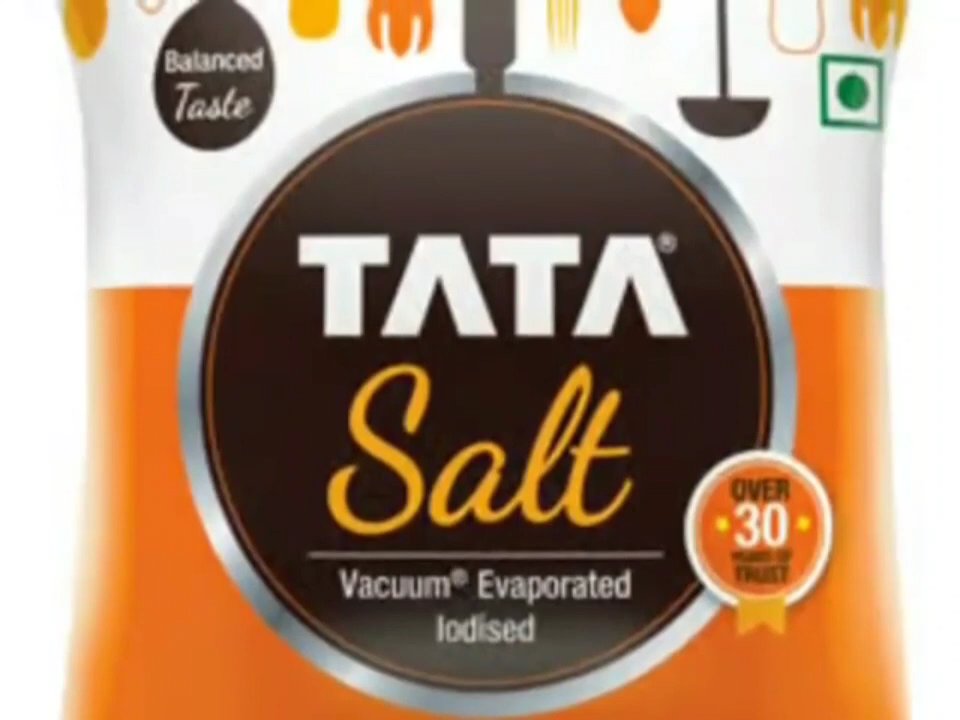 Balanced
Taste
TATA®
Salt
Vacuum® Evaporated
Iodised
OVER
30
YEARS OF
TRUST